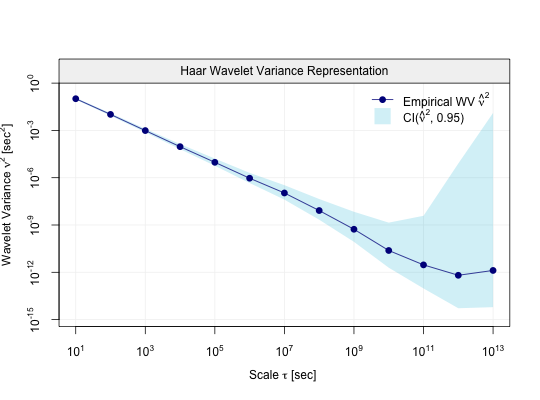 Haar Wavelet Variance Representation
Empirical WV ν̂²
CI(ν̂², 0.95)
Wavelet Variance ν² [sec²]
10⁰
10⁻³
10⁻⁶
10⁻⁹
10⁻¹²
10⁻¹⁵
10¹ 10³ 10⁵ 10⁷ 10⁹ 10¹¹ 10¹³
Scale τ [sec]